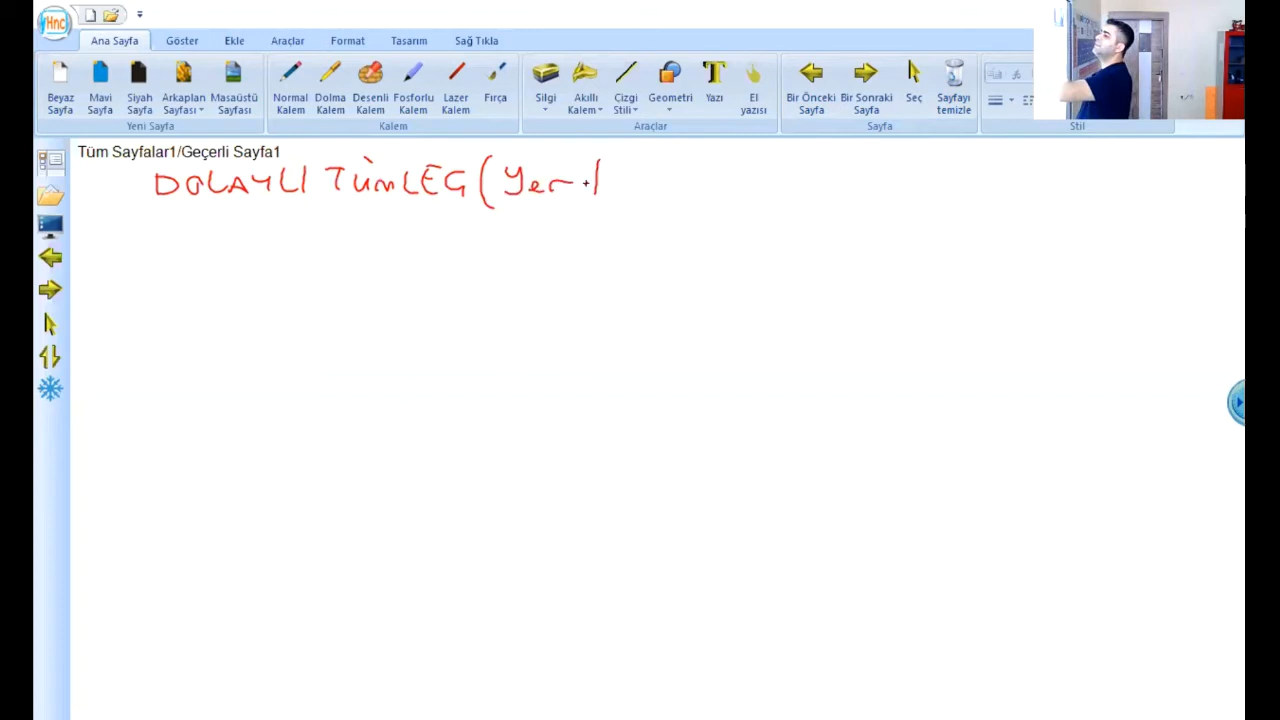 yHnc
Ana Sayfa Göster Ekle Araçlar Format Tasarım Sağ Tıkla
Beyaz Sayfa Mavi Sayfa Siyah Sayfa Arkaplan Sayfası Masaüstü Sayfası Normal Kalem Dolma Kalem Desenli Kalem Fosforlu Kalem Lazer Kalem Fırça Silgi Akıllı Kalem Çizgi Stili Geometri Yazı El yazısı Bir Önceki Sayfa Bir Sonraki Sayfa Seç Sayfayı temizle
Yeni Sayfa Kalem Araçlar Sayfa Stil
Tüm Sayfalar1/Geçerli Sayfa1
DOLAYLI TÜMLEG (Yer